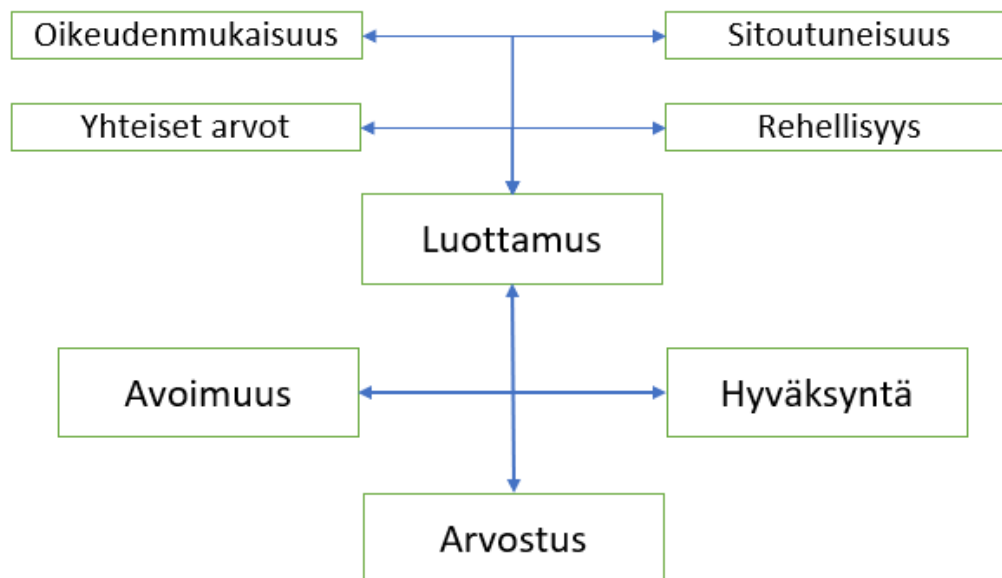 Oikeudenmukaisuus
Sitoutuneisuus
Yhteiset arvot
Rehellisyys
Luottamus
Avoimuus
Hyväksyntä
Arvostus